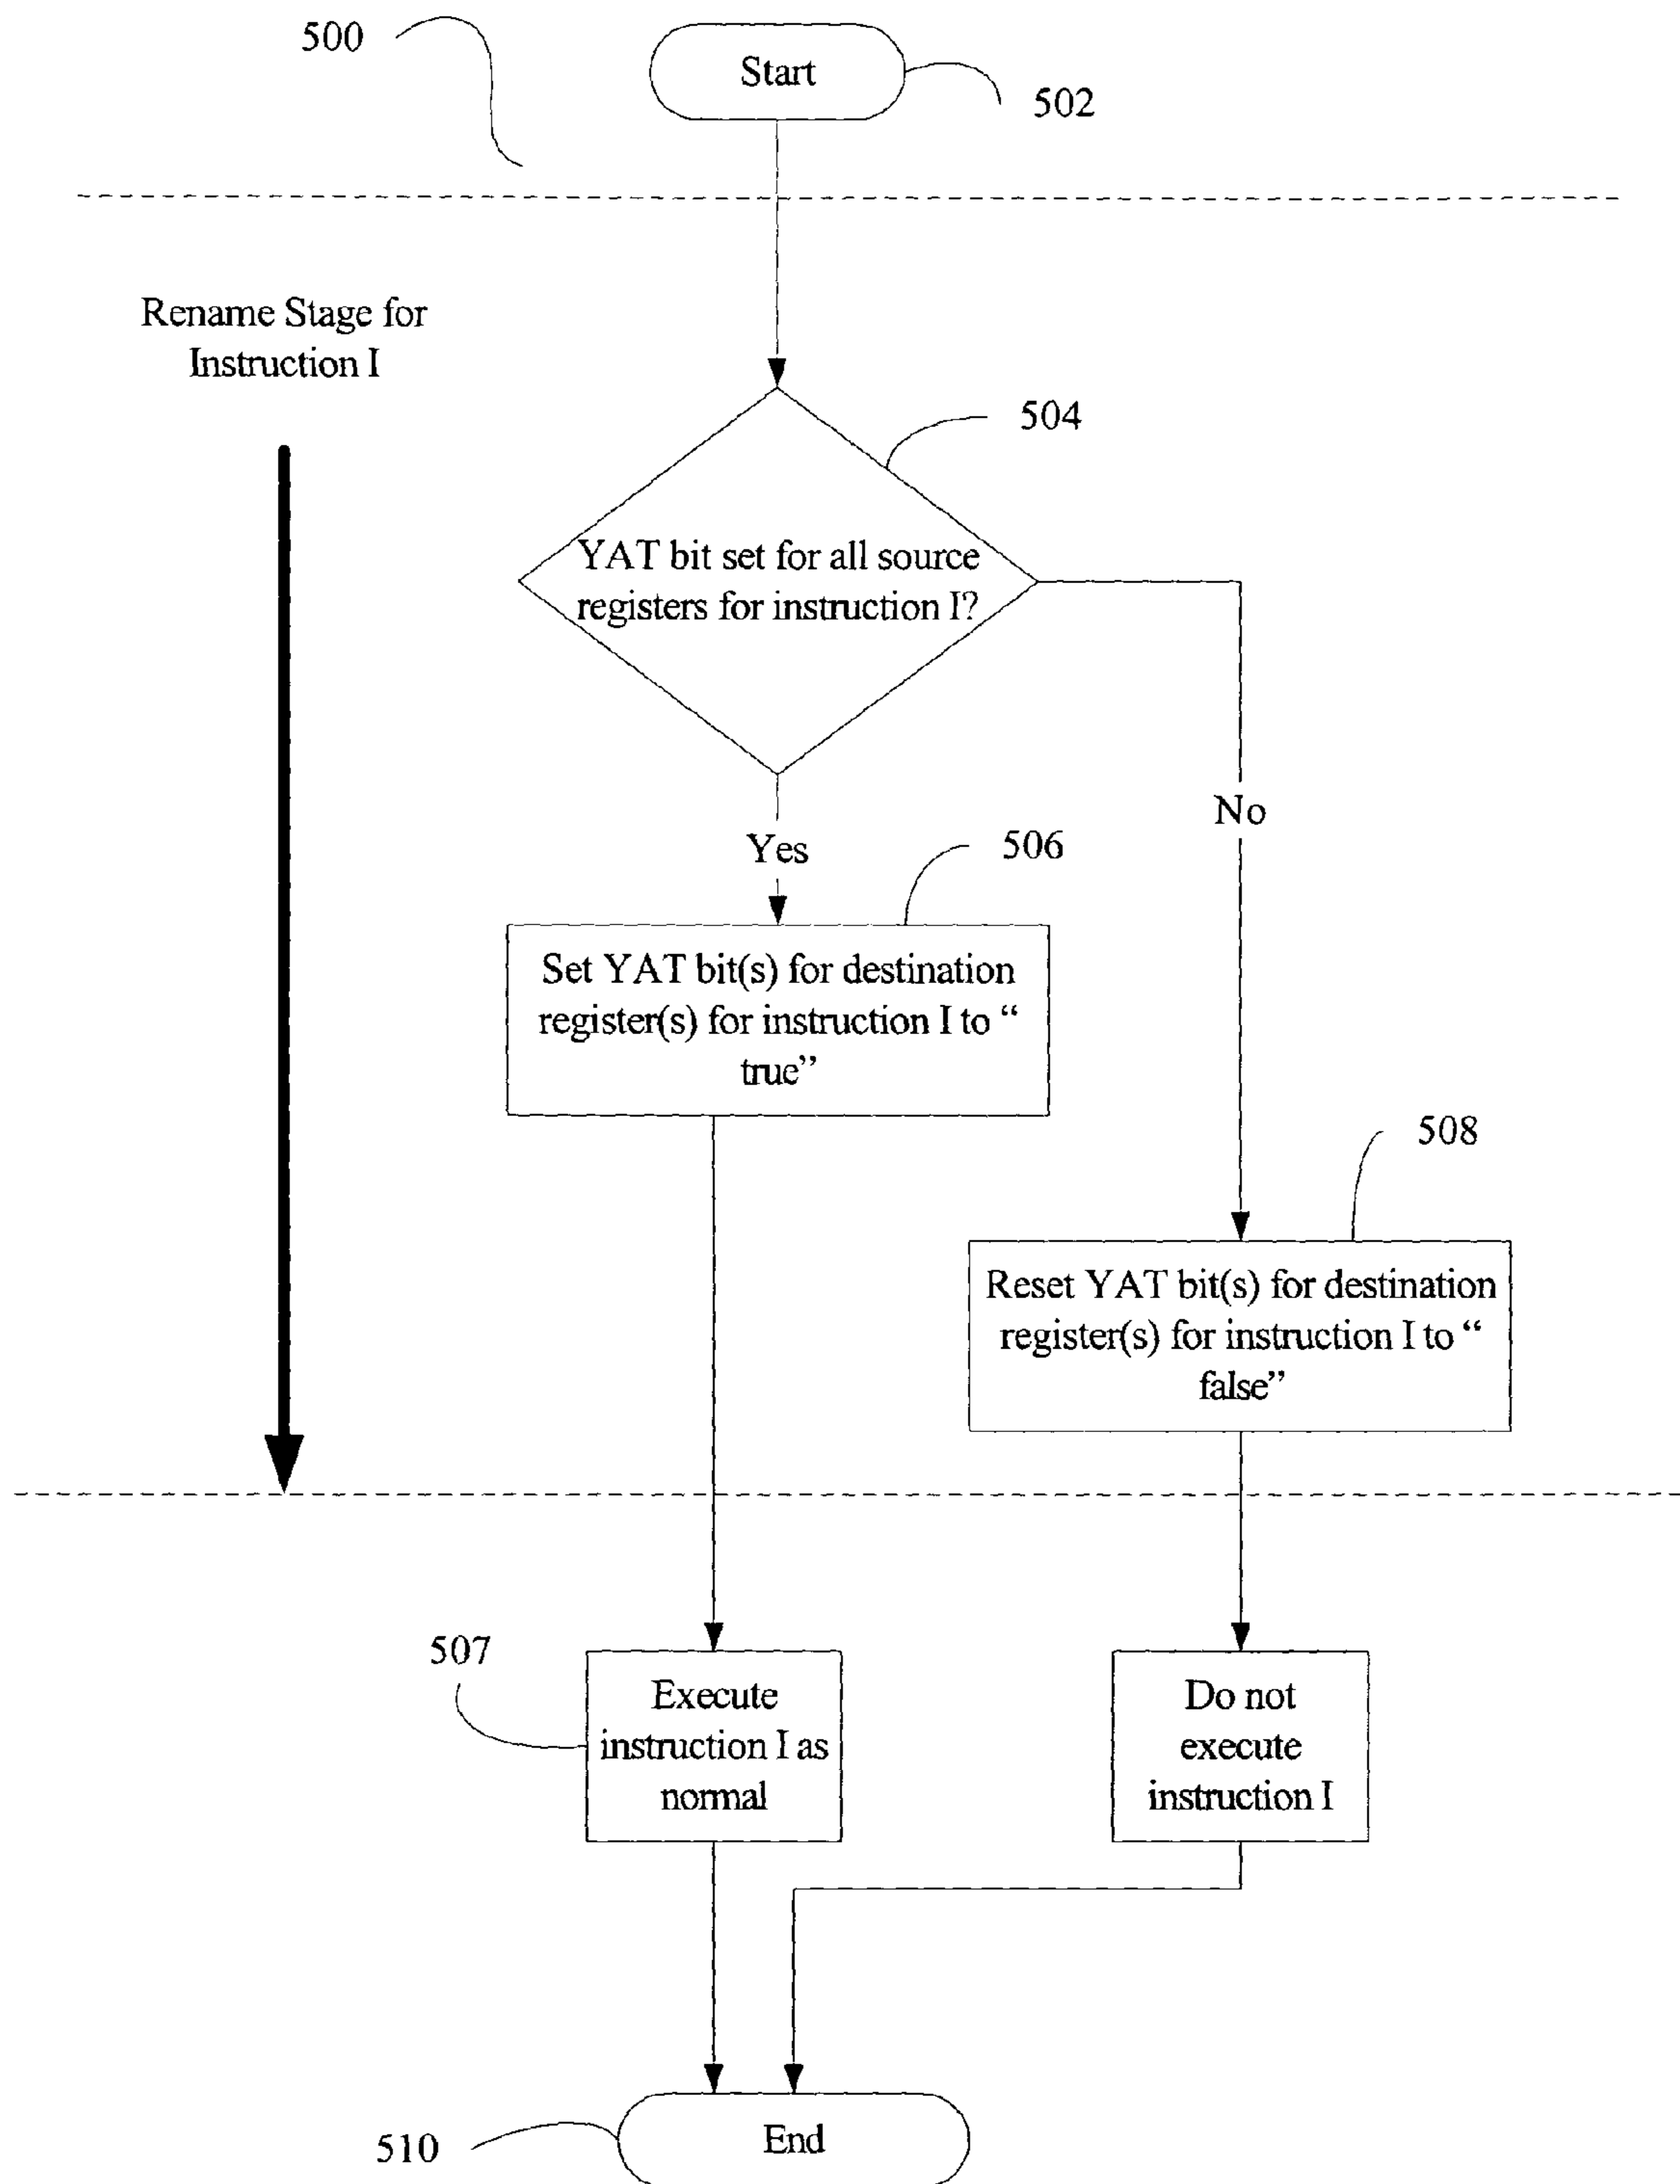 500
Start
502
Rename Stage for
Instruction I
504
YAT bit set for all source
registers for instruction I?
No
Yes
506
Set YAT bit(s) for destination
register(s) for instruction I to “
true”
508
Reset YAT bit(s) for destination
register(s) for instruction I to “
false”
507
Execute
instruction I as
normal
Do not
execute
instruction I
510
End